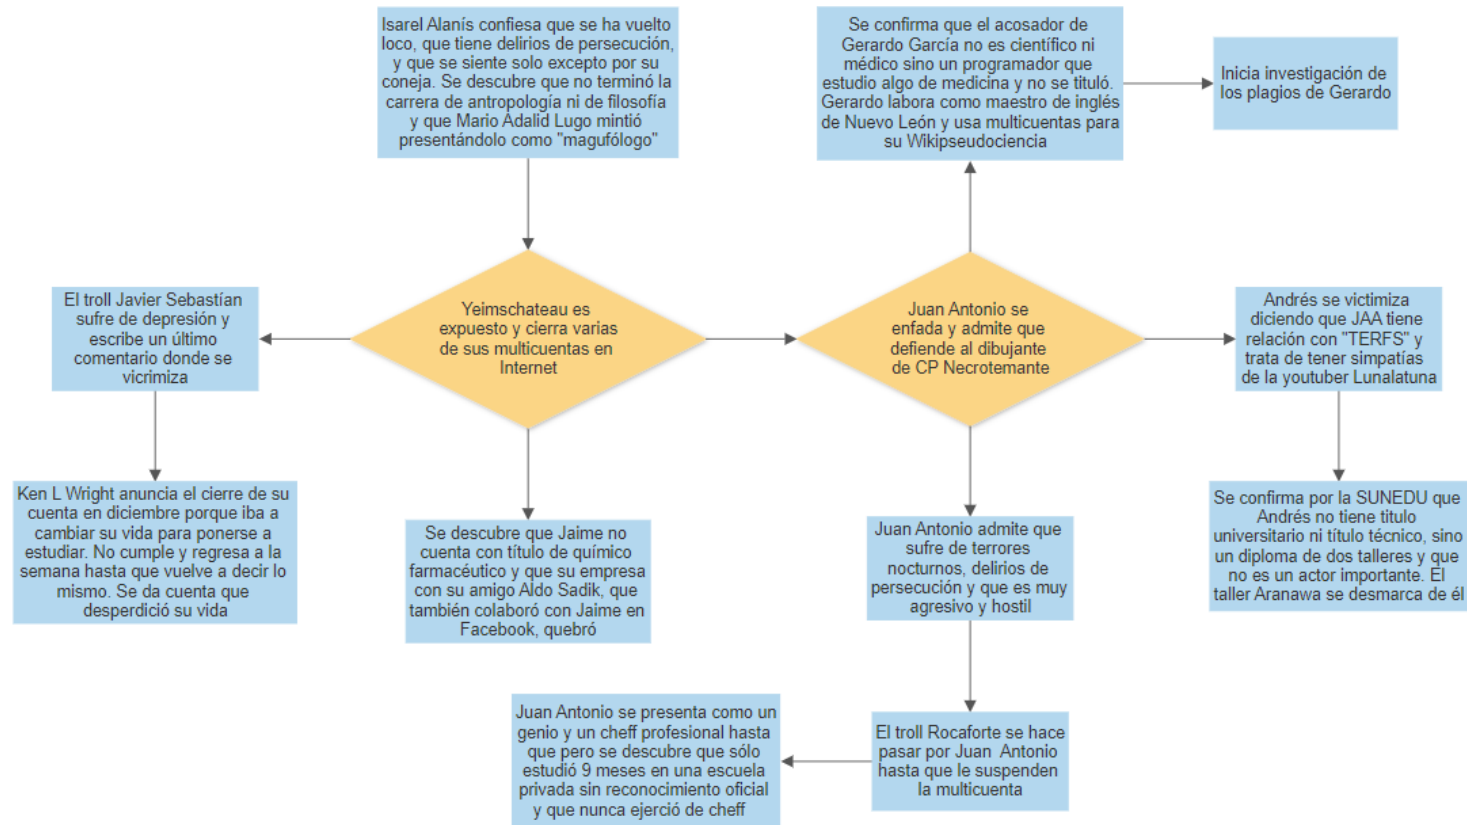 Isarel Alanís confiesa que se ha vuelto
loco, que tiene delirios de persecución,
y que se siente solo excepto por su
coneja. Se descubre que no terminó la
carrera de antropología ni de filosofía
y que Mario Adalid Lugo mintió
presentándolo como "magufólogo"
Se confirma que el acosador de
Gerardo García no es científico ni
médico sino un programador que
estudio algo de medicina y no se tituló.
Gerardo labora como maestro de inglés
de Nuevo León y usa multicuentas para
su Wikipseudociencia
Inicia investigación de
los plagios de Gerardo
El troll Javier Sebastían
sufre de depresión y
escribe un último
comentario donde se
vicrimiza
Yeimschateau es
expuesto y cierra varias
de sus multicuentas en
Internet
Juan Antonio se
enfada y admite que
defiende al dibujante
de CP Necrotemante
Andrés se victimiza
diciendo que JAA tiene
relación con "TERFS" y
trata de tener simpatías
de la youtuber Lunalatuna
Ken L Wright anuncia el cierre de su
cuenta en diciembre porque iba a
cambiar su vida para ponerse a
estudiar. No cumple y regresa a la
semana hasta que vuelve a decir lo
mismo. Se da cuenta que
desperdició su vida
Se descubre que Jaime no
cuenta con título de químico
farmacéutico y que su empresa
con su amigo Aldo Sadik, que
también colaboró con Jaime en
Facebook, quebró
Juan Antonio admite que
sufre de terrores
nocturnos, delirios de
persecución y que es muy
agresivo y hostil
Se confirma por la SUNEDU que
Andrés no tiene titulo
universitario ni título técnico, sino
un diploma de dos talleres y que
no es un actor importante. El
taller Aranawa se desmarca de él
Juan Antonio se presenta como un
genio y un cheff profesional hasta
que pero se descubre que sólo
estudió 9 meses en una escuela
privada sin reconocimiento oficial
y que nunca ejerció de cheff
El troll Rocaforte se hace
pasar por Juan Antonio
hasta que le suspenden
la multicuenta